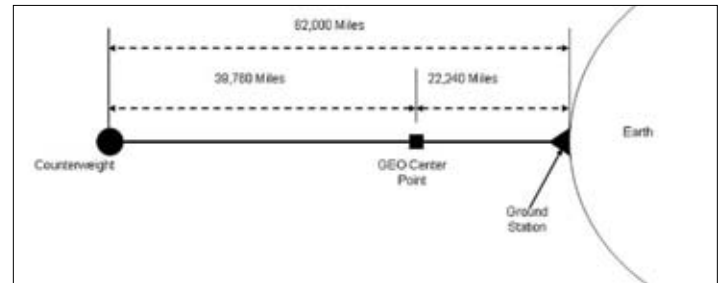 62,000 Miles
39,760 Miles
22,240 Miles
Earth
Counterweight
GEO Center
Point
Ground
Station